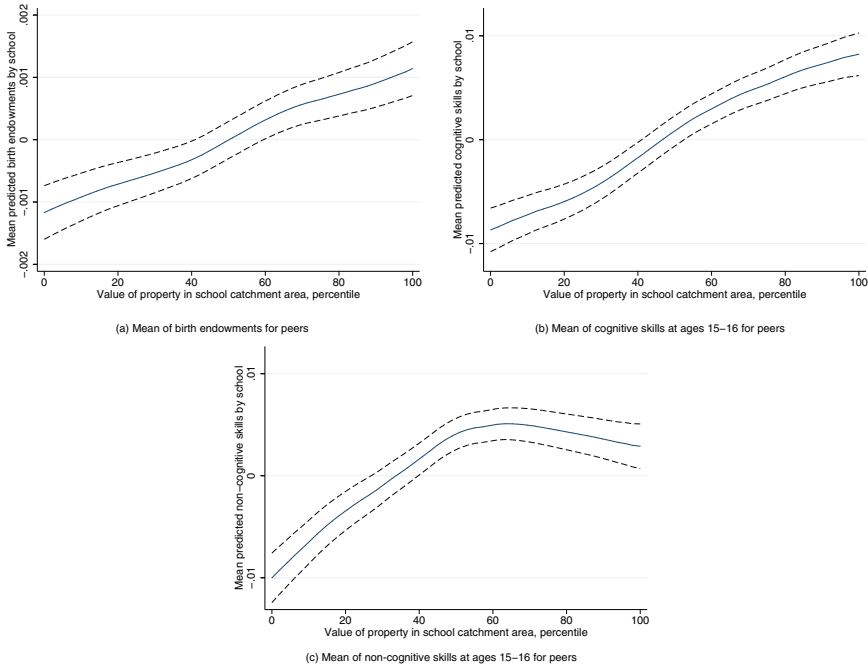 Mean predicted birth endowments by school
.002
.001
0
−.001
−.002
0 20 40 60 80 100
Value of property in school catchment area, percentile
(a) Mean of birth endowments for peers
Mean predicted cognitive skills by school
.01
0
−.01
0 20 40 60 80 100
Value of property in school catchment area, percentile
(b) Mean of cognitive skills at ages 15−16 for peers
Mean predicted non−cognitive skills by school
.01
0
−.01
0 20 40 60 80 100
Value of property in school catchment area, percentile
(c) Mean of non−cognitive skills at ages 15−16 for peers